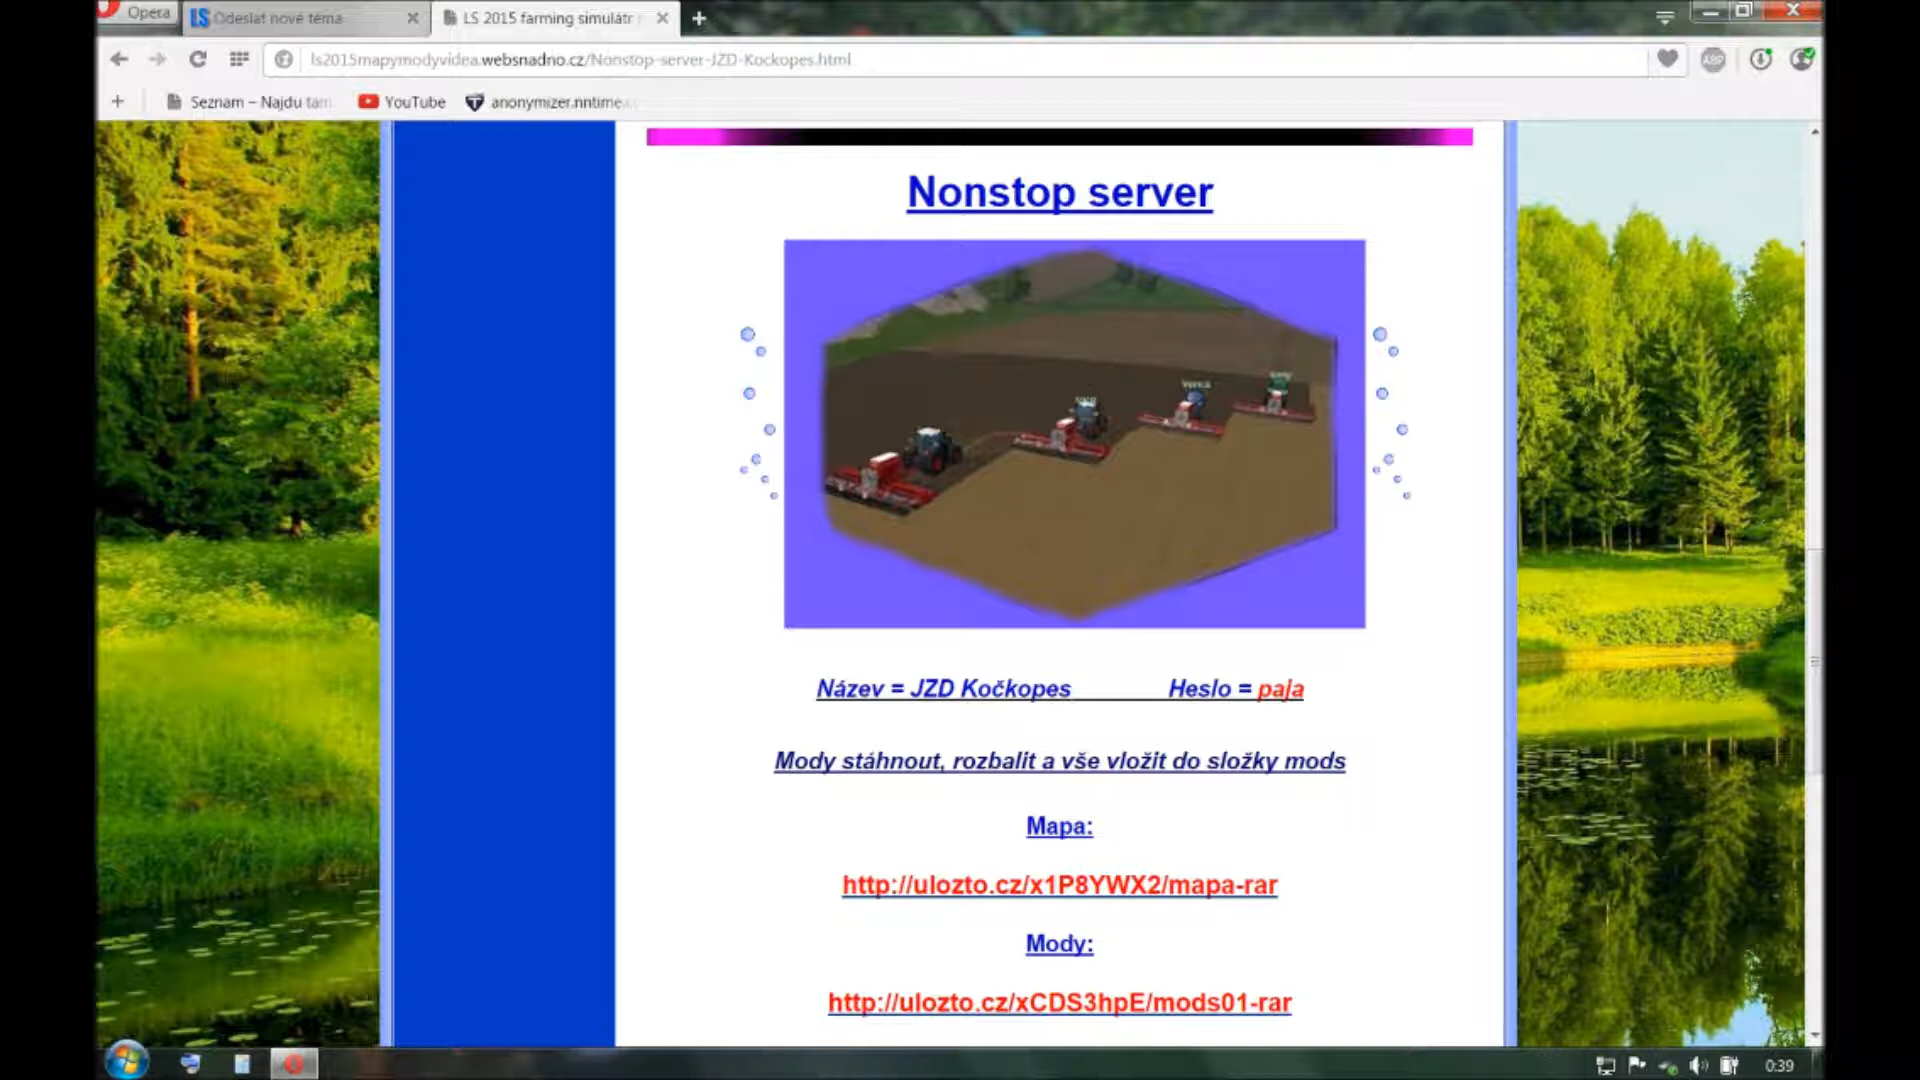 Opera
Odeslat nové téma
LS 2015 farming simulátr
ls2015mapymodyvidea.websnadno.cz/Nonstop-server-JZD-Kockopes.html
Seznam – Najdu tam
YouTube
anonymizer.nntime.c
Nonstop server
Název = JZD Kočkopes Heslo = paja
Mody stáhnout, rozbalit a vše vložit do složky mods
Mapa:
http://ulozto.cz/x1P8YWX2/mapa-rar
Mody:
http://ulozto.cz/xCDS3hpE/mods01-rar
0:39